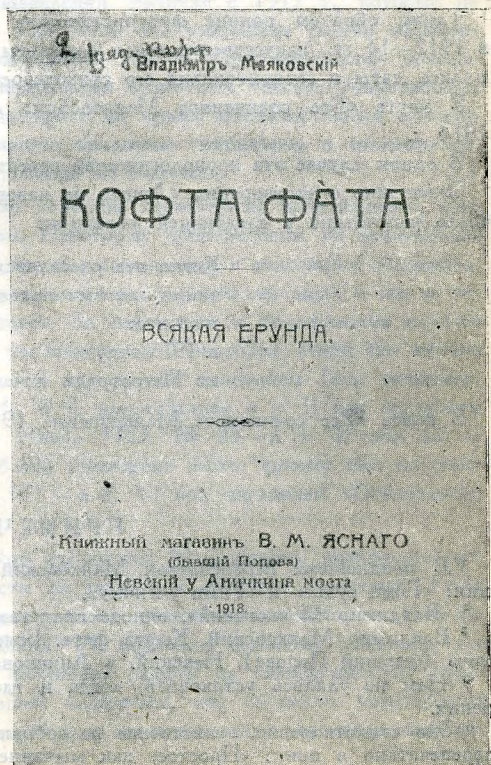 Владиміръ Маяковскій
КОФТА ФАТА
ВСЯКАЯ ЕРУНДА.
Книжный магазинъ В. М. ЯСНАГО
(бывшій Попова)
Невскій у Аничкина моста
1918.